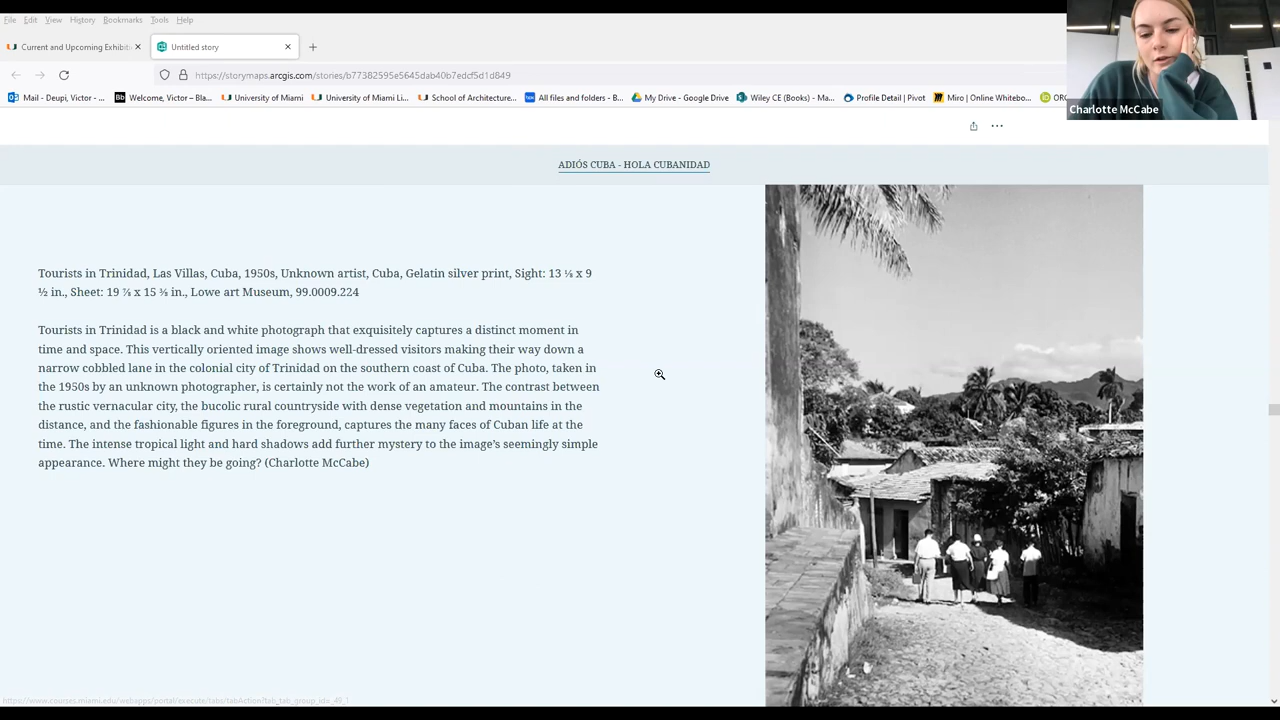 File Edit View History Bookmarks Tools Help
Current and Upcoming Exhibit
Untitled story
https://storymaps.arcgis.com/stories/b77382595e5645dab40b7edcf5d1d849
Mail - Deupi, Victor - ...
Welcome, Victor – Bla...
University of Miami
University of Miami Li...
School of Architecture...
All files and folders - B...
My Drive - Google Drive
Wiley CE (Books) - Ma...
Profile Detail | Pivot
Miro | Online Whitebo...
Charlotte McCabe
ADIÓS CUBA - HOLA CUBANIDAD
Tourists in Trinidad, Las Villas, Cuba, 1950s, Unknown artist, Cuba, Gelatin silver print, Sight: 13 ⅛ x 9
½ in., Sheet: 19 ⅞ x 15 ⅜ in., Lowe art Museum, 99.0009.224
Tourists in Trinidad is a black and white photograph that exquisitely captures a distinct moment in
time and space. This vertically oriented image shows well-dressed visitors making their way down a
narrow cobbled lane in the colonial city of Trinidad on the southern coast of Cuba. The photo, taken in
the 1950s by an unknown photographer, is certainly not the work of an amateur. The contrast between
the rustic vernacular city, the bucolic rural countryside with dense vegetation and mountains in the
distance, and the fashionable figures in the foreground, captures the many faces of Cuban life at the
time. The intense tropical light and hard shadows add further mystery to the image's seemingly simple
appearance. Where might they be going? (Charlotte McCabe)